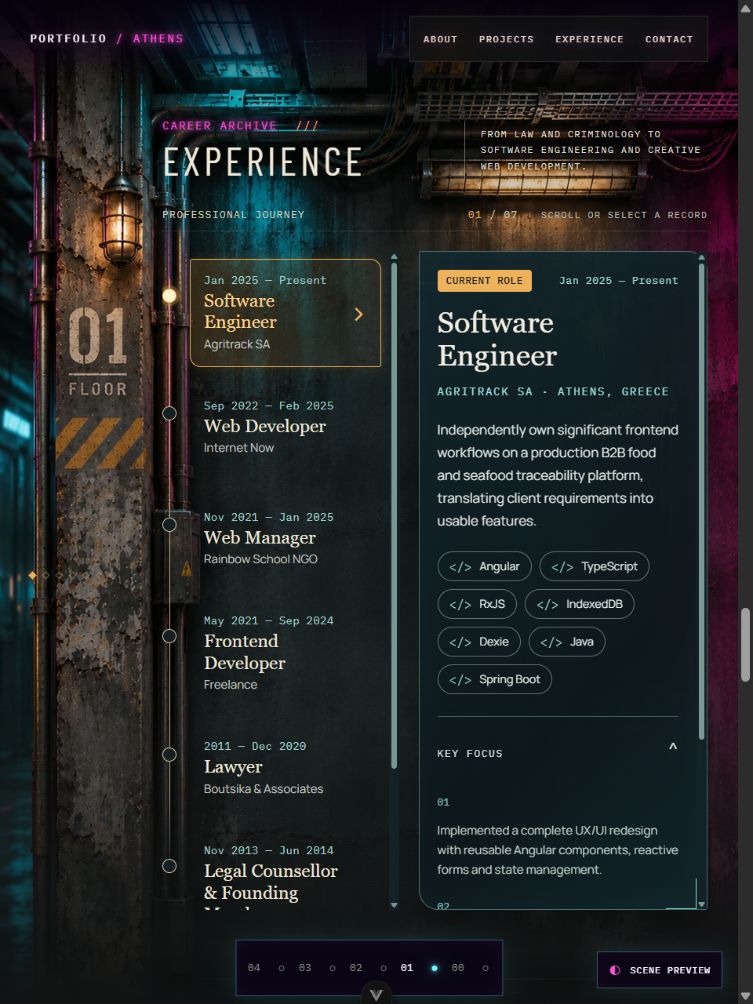 PORTFOLIO / ATHENS
ABOUT PROJECTS EXPERIENCE CONTACT
CAREER ARCHIVE ///
EXPERIENCE
FROM LAW AND CRIMINOLOGY TO
SOFTWARE ENGINEERING AND CREATIVE
WEB DEVELOPMENT.
PROFESSIONAL JOURNEY
01 / 07 SCROLL OR SELECT A RECORD
01
FLOOR
Jan 2025 — Present
Software
Engineer
Agritrack SA
Sep 2022 — Feb 2025
Web Developer
Internet Now
Nov 2021 — Jan 2025
Web Manager
Rainbow School NGO
May 2021 — Sep 2024
Frontend
Developer
Freelance
2011 — Dec 2020
Lawyer
Boutsika & Associates
Nov 2013 — Jun 2014
Legal Counsellor
& Founding
CURRENT ROLE Jan 2025 — Present
Software
Engineer
AGRITRACK SA · ATHENS, GREECE
Independently own significant frontend
workflows on a production B2B food
and seafood traceability platform,
translating client requirements into
usable features.
</> Angular </> TypeScript
</> RxJS </> IndexedDB
</> Dexie </> Java
</> Spring Boot
KEY FOCUS ^
01
Implemented a complete UX/UI redesign
with reusable Angular components, reactive
forms and state management.
02
04 03 02 01 00
SCENE PREVIEW